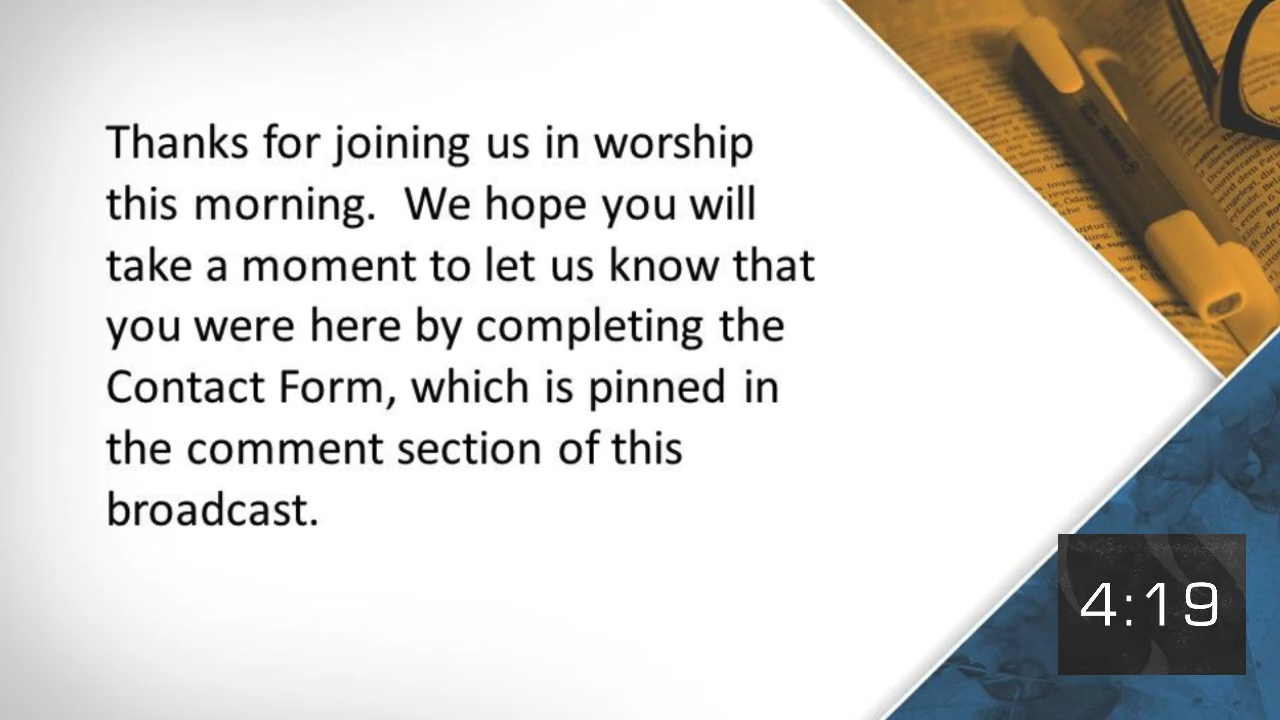 Thanks for joining us in worship
this morning.  We hope you will
take a moment to let us know that
you were here by completing the
Contact Form, which is pinned in
the comment section of this
broadcast.
4:19